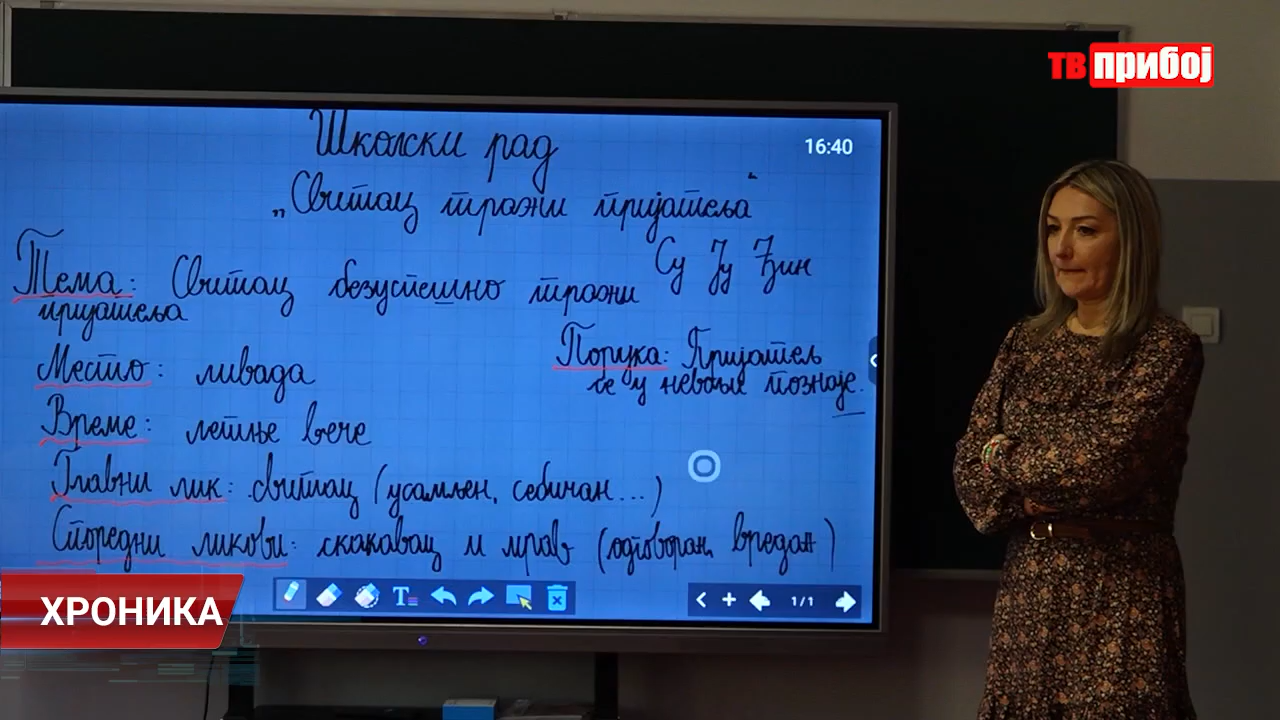 ТВ прибој
16:40
Школски рад
„Свитац тражи пријатеља“
Су Ју Ђин
Тема: Свитац безуспешно тражи
пријатеља
Порука: Пријатељ
се у невољи познаје.
Место: ливада
Време: летње вече
Главни лик: свитац (усамљен, себичан...)
Споредни ликови: скакавац и мрав (одговоран, вредан)
1/1
ХРОНИКА